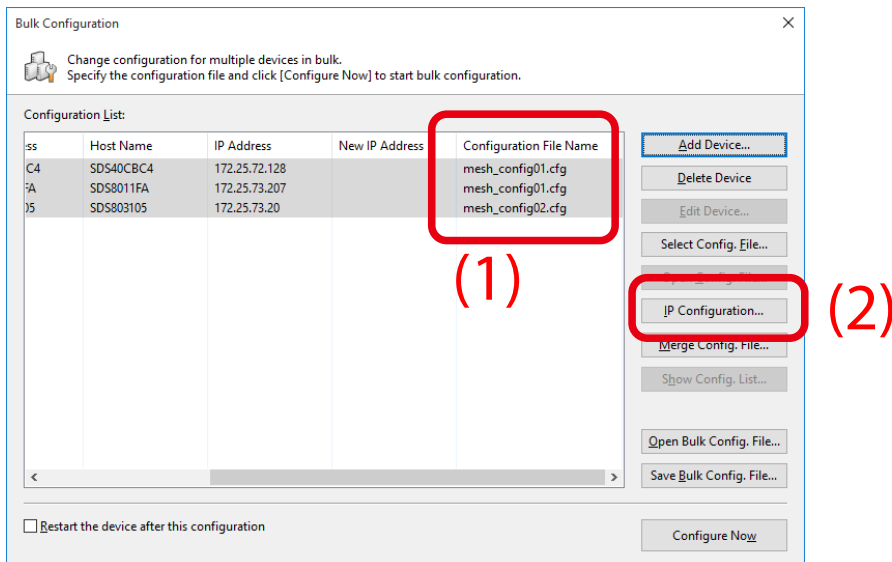 Bulk Configuration
Change configuration for multiple devices in bulk.
Specify the configuration file and click [Configure Now] to start bulk configuration.
Configuration List:
ss Host Name IP Address New IP Address Configuration File Name
C4 SDS40CBC4 172.25.72.128 mesh_config01.cfg
FA SDS8011FA 172.25.73.207 mesh_config01.cfg
05 SDS803105 172.25.73.20 mesh_config02.cfg
(1)
Add Device...
Delete Device
Edit Device...
Select Config. File...
IP Configuration...
(2)
Merge Config. File...
Show Config. List...
Open Bulk Config. File...
Save Bulk Config. File...
Restart the device after this configuration
Configure Now